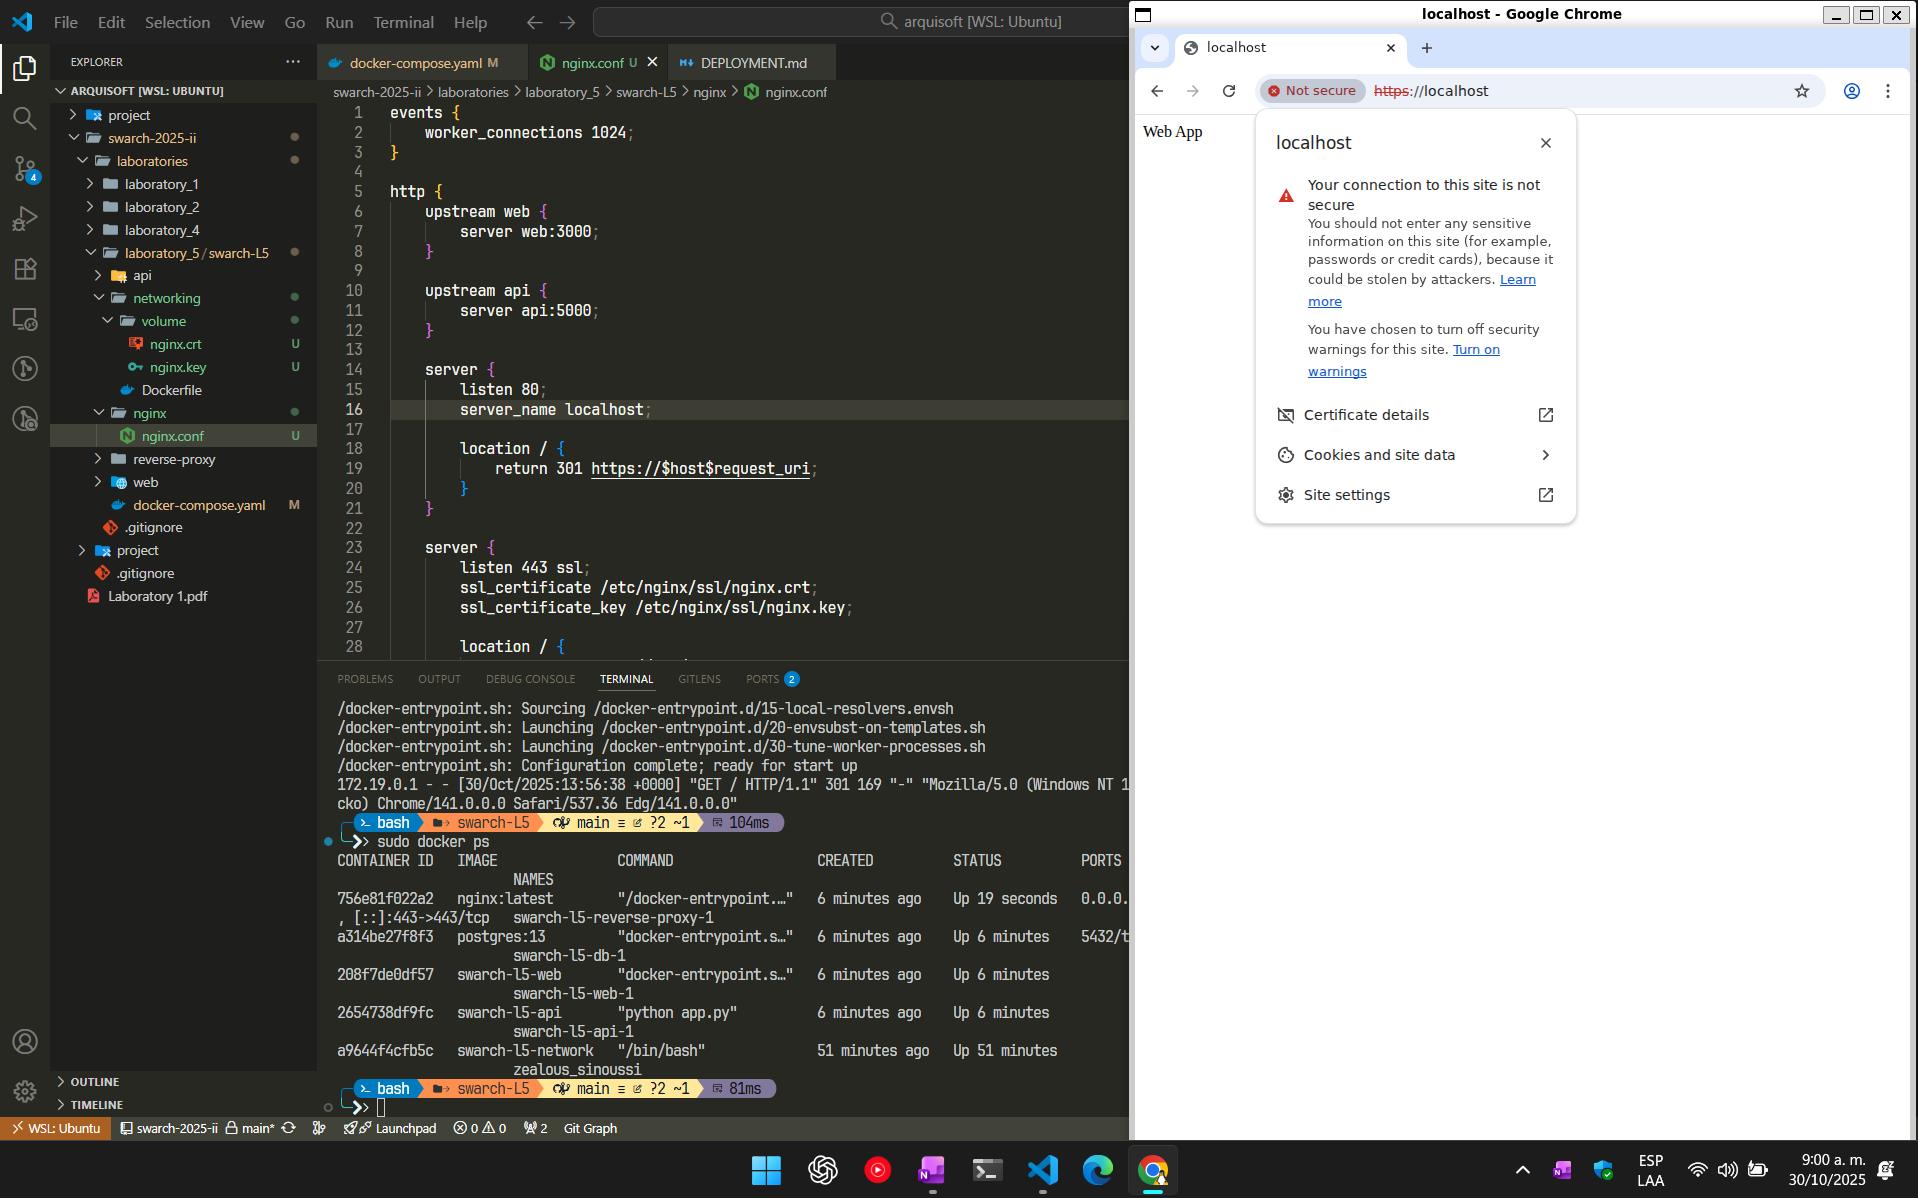 File Edit Selection View Go Run Terminal Help
arquisoft [WSL: Ubuntu]
EXPLORER
ARQUISOFT [WSL: UBUNTU]
project
swarch-2025-ii
laboratories
laboratory_1
laboratory_2
laboratory_4
laboratory_5/swarch-L5
api
networking
volume
nginx.crt U
nginx.key U
Dockerfile
nginx
nginx.conf U
reverse-proxy
web
docker-compose.yaml M
.gitignore
project
.gitignore
Laboratory 1.pdf
OUTLINE
TIMELINE
4
docker-compose.yaml M
nginx.conf U
DEPLOYMENT.md
swarch-2025-ii > laboratories > laboratory_5 > swarch-L5 > nginx > nginx.conf
1 events {
2 worker_connections 1024;
3 }
4
5 http {
6 upstream web {
7 server web:3000;
8 }
9
10 upstream api {
11 server api:5000;
12 }
13
14 server {
15 listen 80;
16 server_name localhost;
17
18 location / {
19 return 301 https://$host$request_uri;
20 }
21 }
22
23 server {
24 listen 443 ssl;
25 ssl_certificate /etc/nginx/ssl/nginx.crt;
26 ssl_certificate_key /etc/nginx/ssl/nginx.key;
27
28 location / {
PROBLEMS OUTPUT DEBUG CONSOLE TERMINAL GITLENS PORTS 2
/docker-entrypoint.sh: Sourcing /docker-entrypoint.d/15-local-resolvers.envsh
/docker-entrypoint.sh: Launching /docker-entrypoint.d/20-envsubst-on-templates.sh
/docker-entrypoint.sh: Launching /docker-entrypoint.d/30-tune-worker-processes.sh
/docker-entrypoint.sh: Configuration complete; ready for start up
172.19.0.1 - - [30/Oct/2025:13:56:38 +0000] "GET / HTTP/1.1" 301 169 "-" "Mozilla/5.0 (Windows NT 1
cko) Chrome/141.0.0.0 Safari/537.36 Edg/141.0.0.0"
bash swarch-L5 main ≡ ?2 ~1 104ms
sudo docker ps
CONTAINER ID IMAGE COMMAND CREATED STATUS PORTS
NAMES
756e81f022a2 nginx:latest "/docker-entrypoint.…" 6 minutes ago Up 19 seconds 0.0.0.
, [::]:443->443/tcp swarch-l5-reverse-proxy-1
a314be27f8f3 postgres:13 "docker-entrypoint.s…" 6 minutes ago Up 6 minutes 5432/t
swarch-l5-db-1
208f7de0df57 swarch-l5-web "docker-entrypoint.s…" 6 minutes ago Up 6 minutes
swarch-l5-web-1
2654738df9fc swarch-l5-api "python app.py" 6 minutes ago Up 6 minutes
swarch-l5-api-1
a9644f4cfb5c swarch-l5-network "/bin/bash" 51 minutes ago Up 51 minutes
zealous_sinoussi
bash swarch-L5 main ≡ ?2 ~1 81ms
WSL: Ubuntu swarch-2025-ii main* Launchpad 0 0 2 Git Graph
localhost - Google Chrome
localhost
Not secure https://localhost
Web App
localhost
Your connection to this site is not
secure
You should not enter any sensitive
information on this site (for example,
passwords or credit cards), because it
could be stolen by attackers. Learn
more
You have chosen to turn off security
warnings for this site. Turn on
warnings
Certificate details
Cookies and site data
Site settings
ESP
LAA
9:00 a. m.
30/10/2025